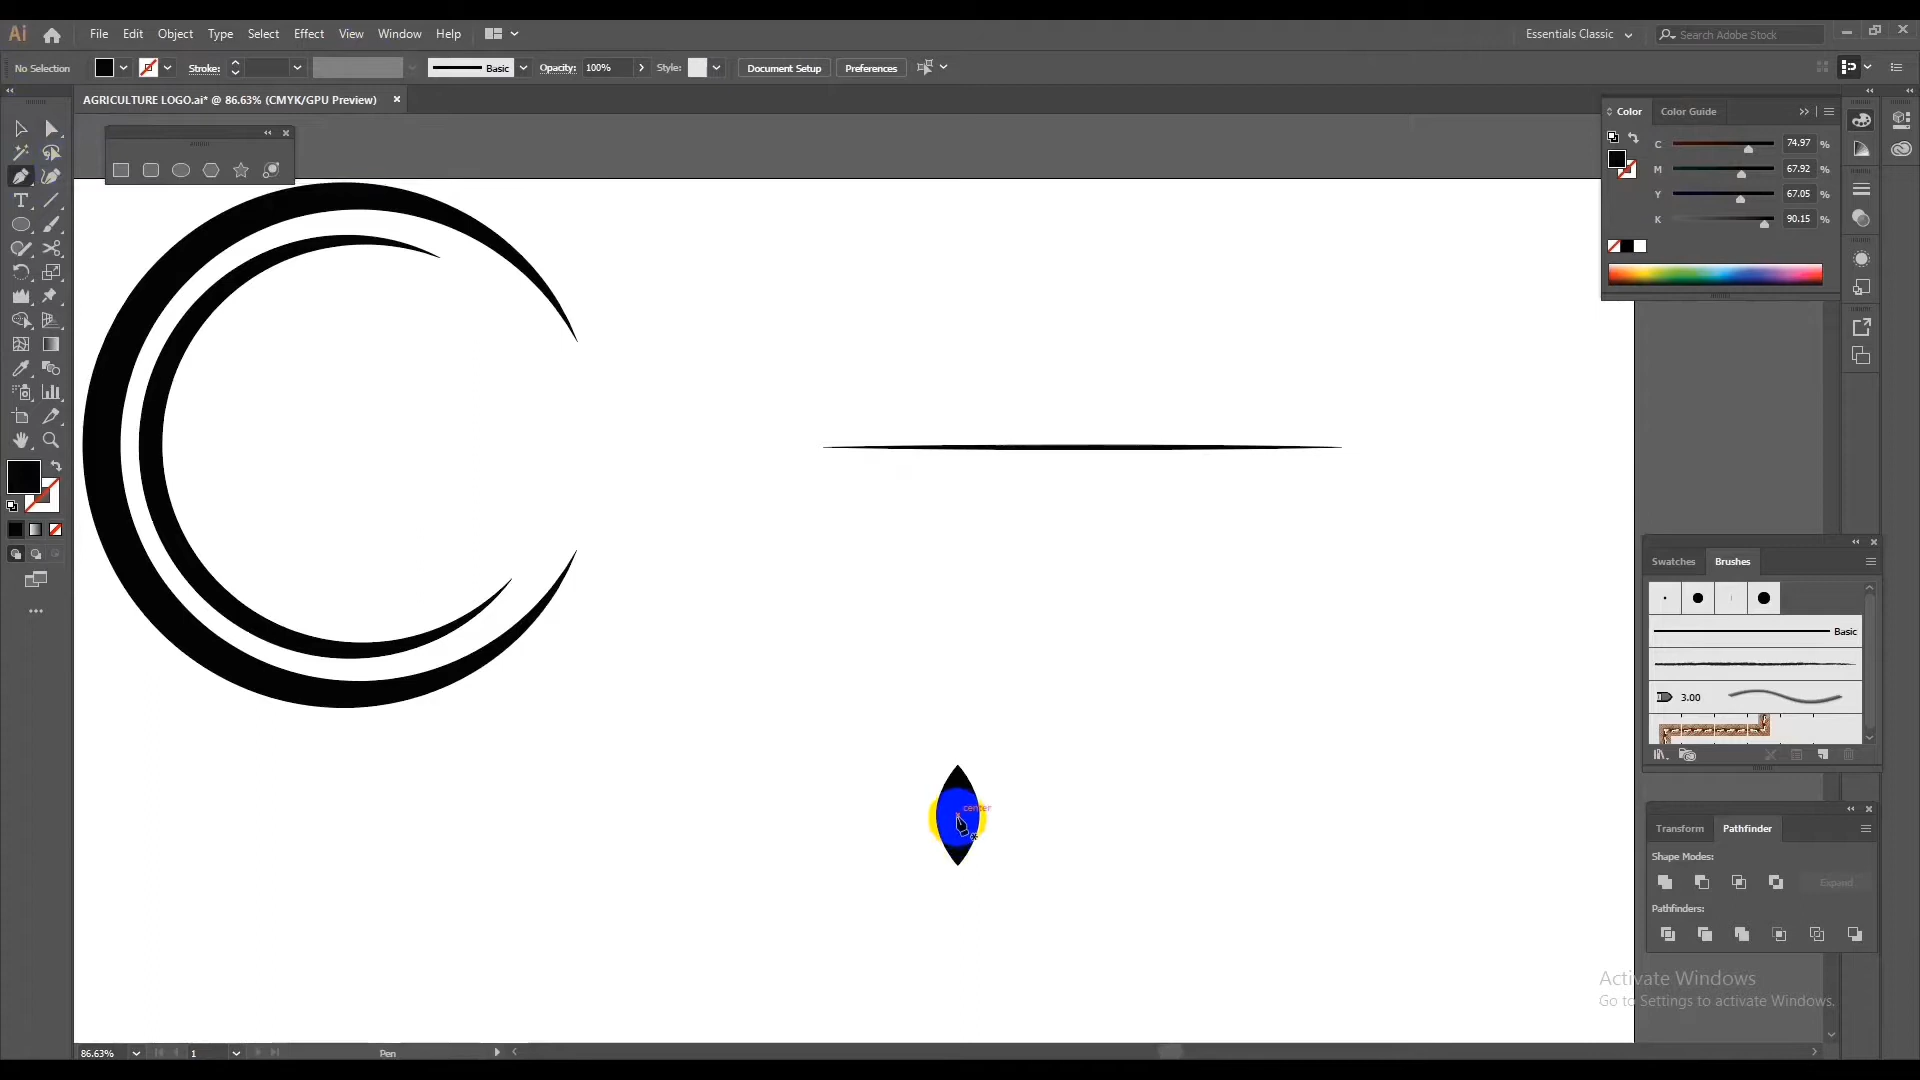 Ai File Edit Object Type Select Effect View Window Help Essentials Classic Search Adobe Stock
No Selection Stroke: Basic Opacity: 100% Style: Document Setup Preferences
AGRICULTURE LOGO.ai* @ 86.63% (CMYK/GPU Preview)
Color Color Guide
C 74.97 %
M 67.92 %
Y 67.05 %
K 90.15 %
center
Swatches Brushes
Basic
3.00
Transform Pathfinder
Shape Modes:
Expand
Pathfinders:
Activate Windows
Go to Settings to activate Windows.
86.63% 1 Pen